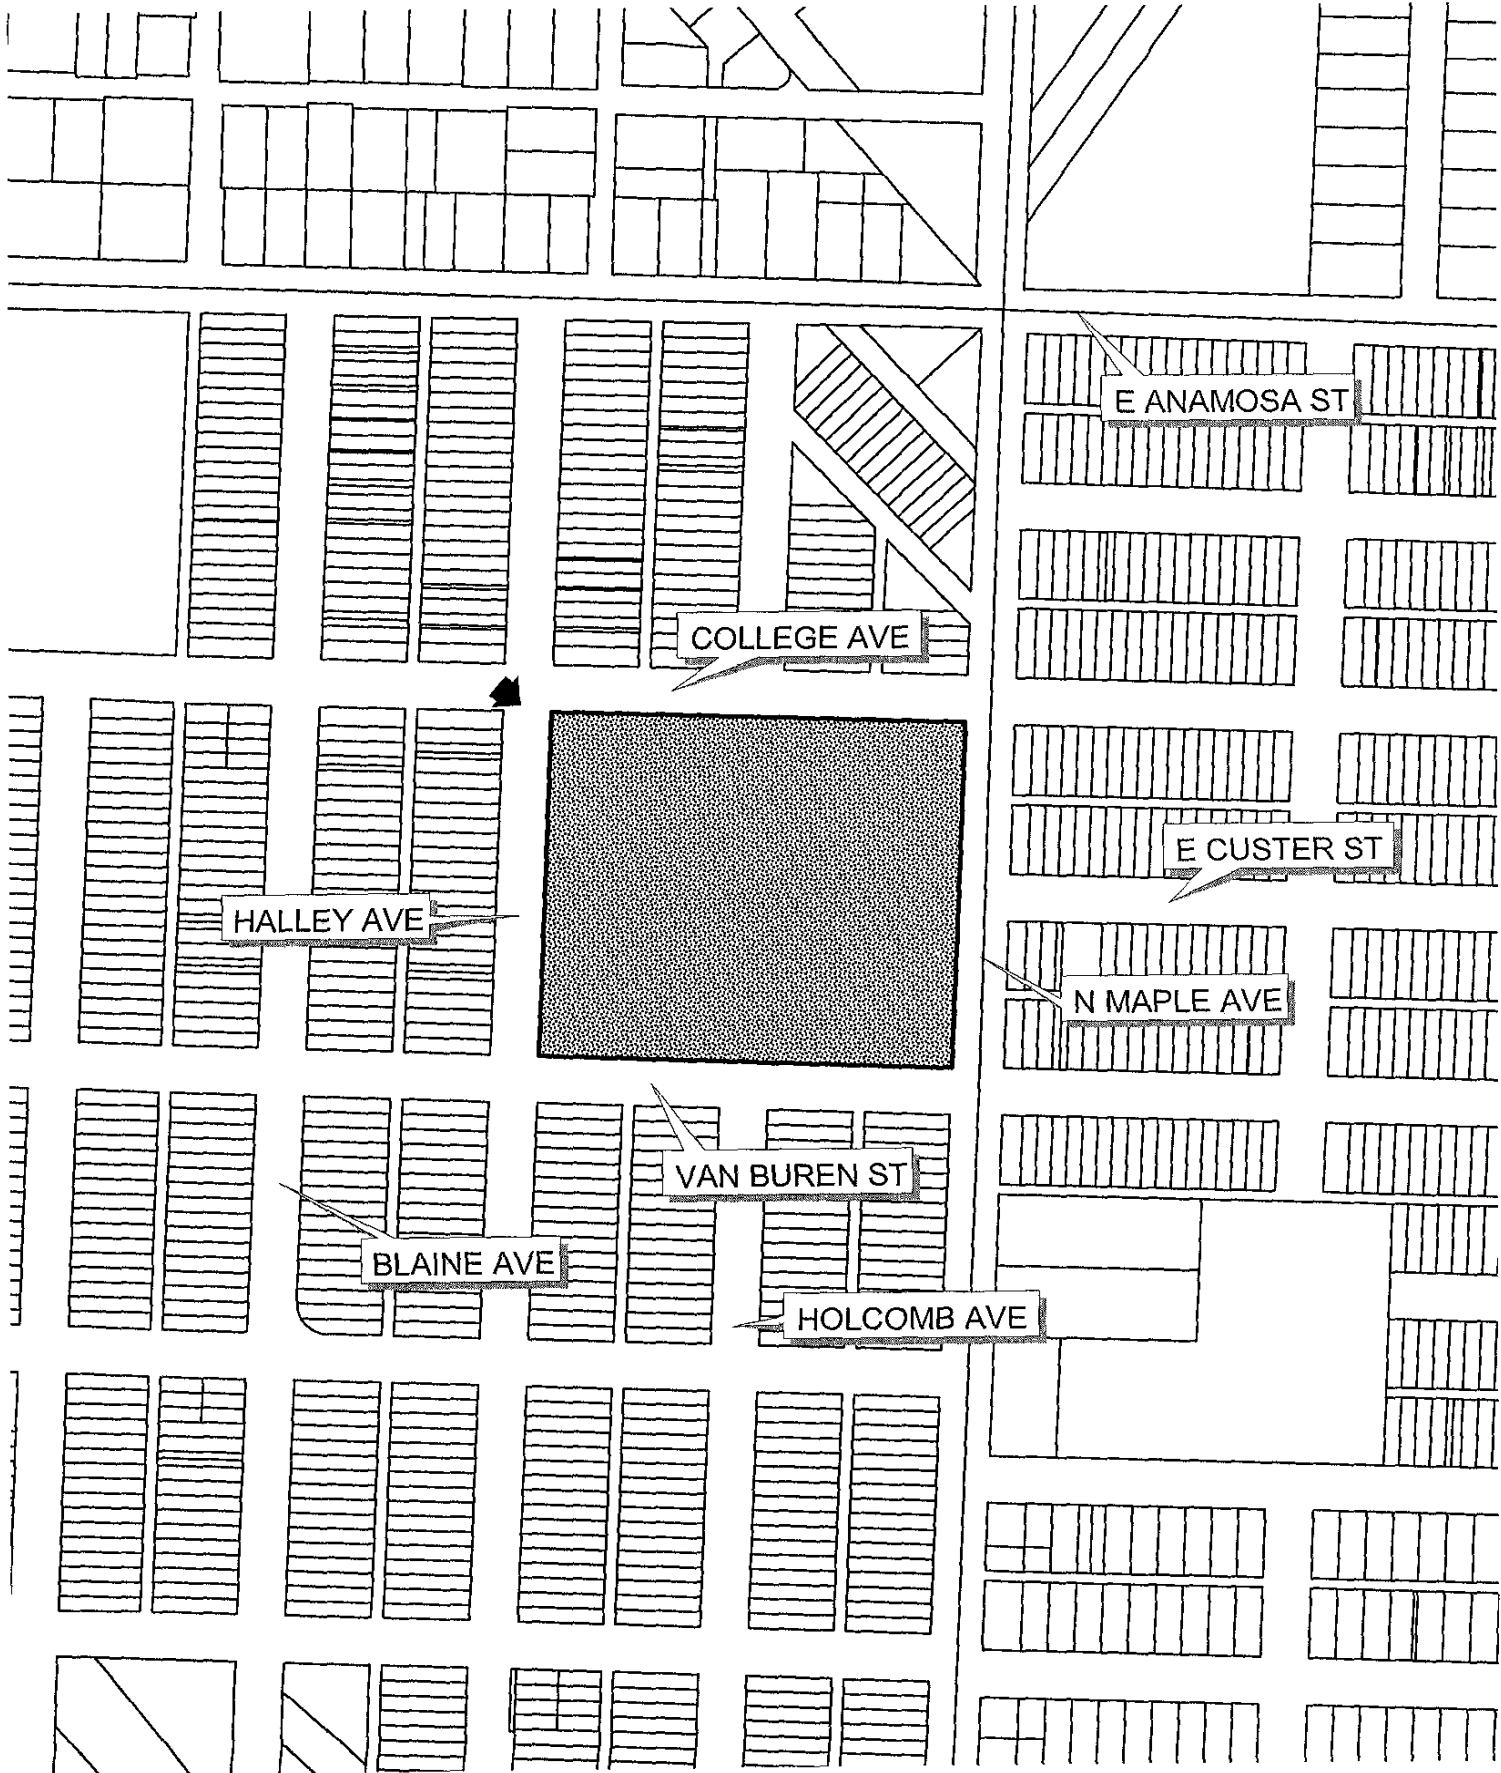 E ANAMOSA ST
COLLEGE AVE
E CUSTER ST
HALLEY AVE
N MAPLE AVE
VAN BUREN ST
BLAINE AVE
HOLCOMB AVE